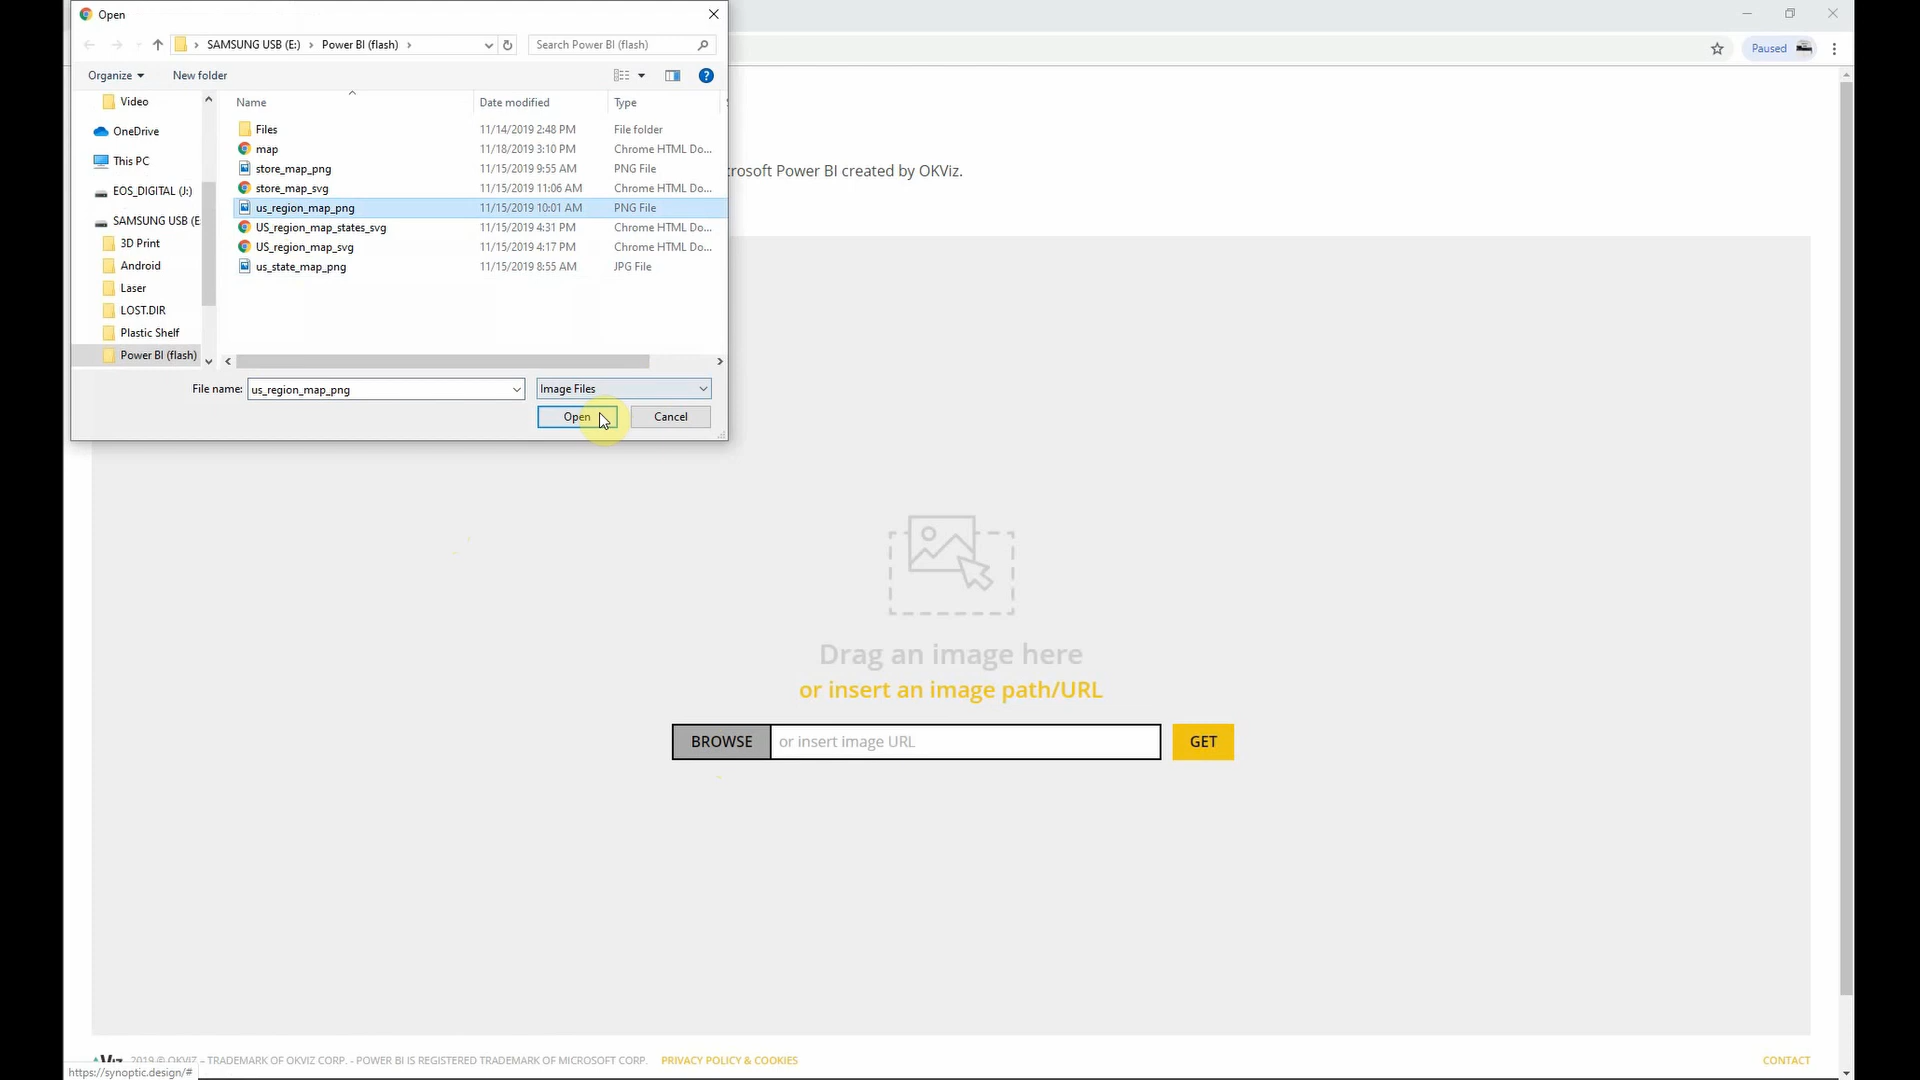 Open
SAMSUNG USB (E:) › Power BI (flash) ›
Search Power BI (flash)
Paused
Organize
New folder
Name
Date modified
Type
Video
OneDrive
This PC
EOS_DIGITAL (J:)
SAMSUNG USB (E
3D Print
Android
Laser
LOST.DIR
Plastic Shelf
Power BI (flash)
Files 11/14/2019 2:48 PM File folder
map 11/18/2019 3:10 PM Chrome HTML Do...
store_map_png 11/15/2019 9:55 AM PNG File
store_map_svg 11/15/2019 11:06 AM Chrome HTML Do...
us_region_map_png 11/15/2019 10:01 AM PNG File
US_region_map_states_svg 11/15/2019 4:31 PM Chrome HTML Do...
US_region_map_svg 11/15/2019 4:17 PM Chrome HTML Do...
us_state_map_png 11/15/2019 8:55 AM JPG File
File name: us_region_map_png
Image Files
Open
Cancel
crosoft Power BI created by OKViz.
Drag an image here
or insert an image path/URL
BROWSE or insert image URL GET
2019 © OKVIZ – TRADEMARK OF OKVIZ CORP. - POWER BI IS REGISTERED TRADEMARK OF MICROSOFT CORP. PRIVACY POLICY & COOKIES
CONTACT
https://synoptic.design/#